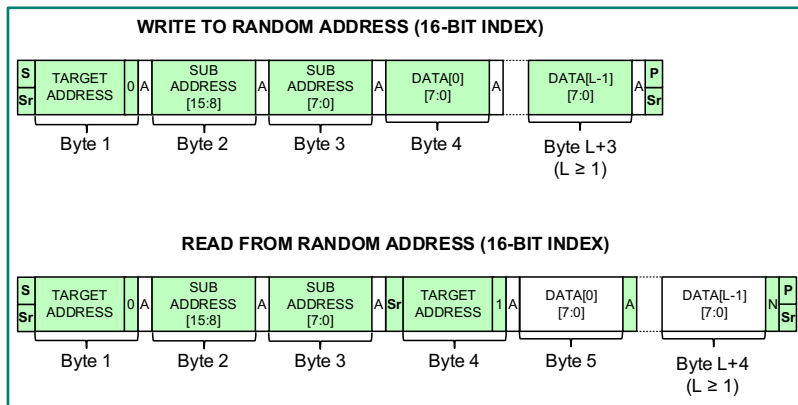 WRITE TO RANDOM ADDRESS (16-BIT INDEX)
S
Sr
TARGET
ADDRESS
0
A
SUB
ADDRESS
[15:8]
A
SUB
ADDRESS
[7:0]
A
DATA[0]
[7:0]
A
DATA[L-1]
[7:0]
A
P
Sr
Byte 1
Byte 2
Byte 3
Byte 4
Byte L+3
(L ≥ 1)
READ FROM RANDOM ADDRESS (16-BIT INDEX)
S
Sr
TARGET
ADDRESS
0
A
SUB
ADDRESS
[15:8]
A
SUB
ADDRESS
[7:0]
A
Sr
TARGET
ADDRESS
1
A
DATA[0]
[7:0]
A
DATA[L-1]
[7:0]
N
P
Sr
Byte 1
Byte 2
Byte 3
Byte 4
Byte 5
Byte L+4
(L ≥ 1)